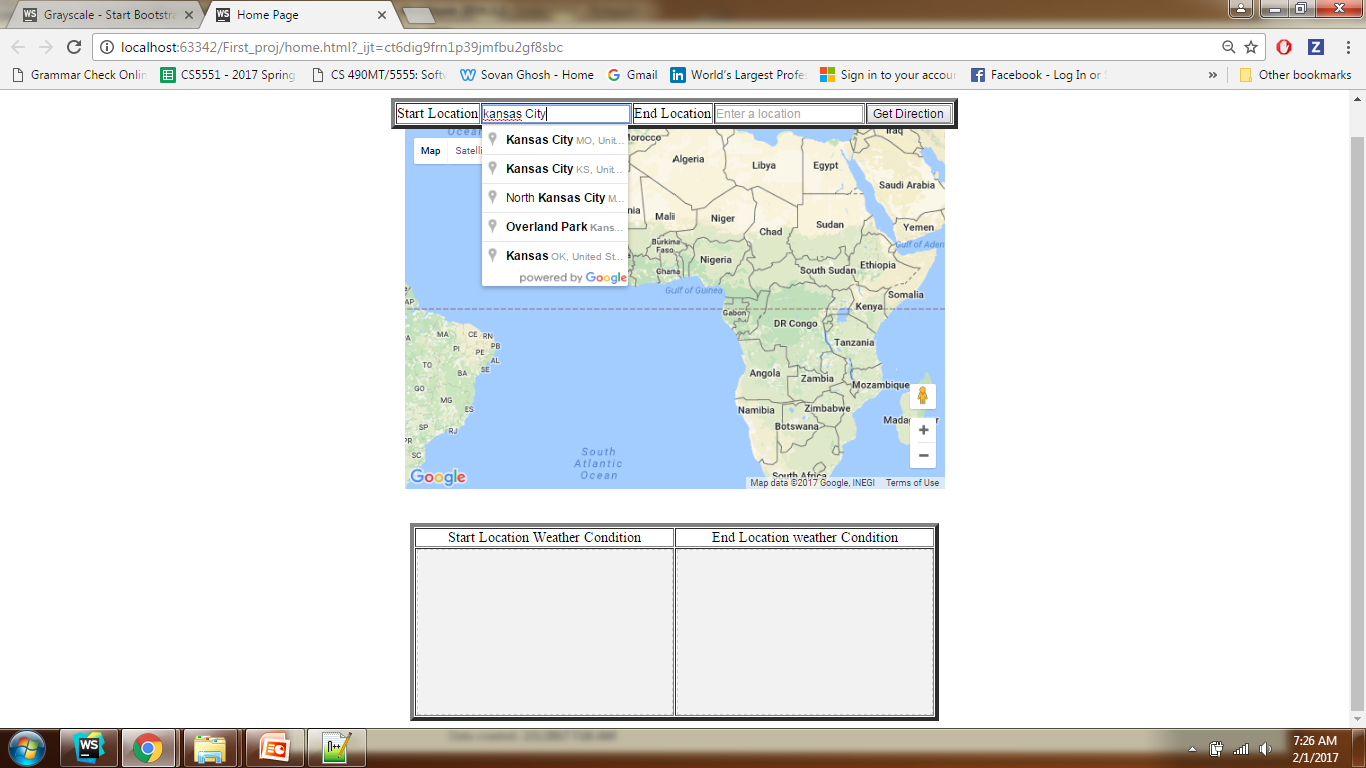 Grayscale - Start Bootstra
Home Page
localhost:63342/First_proj/home.html?_ijt=ct6dig9frn1p39jmfbu2gf8sbc
Grammar Check Onlin
CS5551 - 2017 Spring
CS 490MT/5555: Soft
Sovan Ghosh - Home
Gmail
World's Largest Profe
Sign in to your accou
Facebook - Log In or
»
Other bookmarks
Start Location
kansas City
End Location
Enter a location
Get Direction
Map
Satelli
Kansas City MO, Unit...
Kansas City KS, Unit...
North Kansas City M...
Overland Park Kans...
Kansas OK, United St...
powered by Google
Ocean
Morocco
Algeria
Libya
Egypt
Iraq
Saudi Arabia
nia
Mali
Niger
Chad
Sudan
Yemen
Gulf of Aden
Burkina
Faso
Ghana
Nigeria
South Sudan
Ethiopia
Somalia
Gulf of Guinea
Gabon
DR Congo
Kenya
Tanzania
AP
PA
MA
CE
RN
PB
PE
AL
TO
BA
SE
GO
MG
ES
SP
RJ
PR
SC
Angola
Zambia
Mozambique
Namibia
Zimbabwe
Botswana
Madag
r
South
Atlantic
Ocean
South Africa
+
−
Google
Map data ©2017 Google, INEGI
Terms of Use
Start Location Weather Condition
End Location weather Condition
WS
7:26 AM
2/1/2017